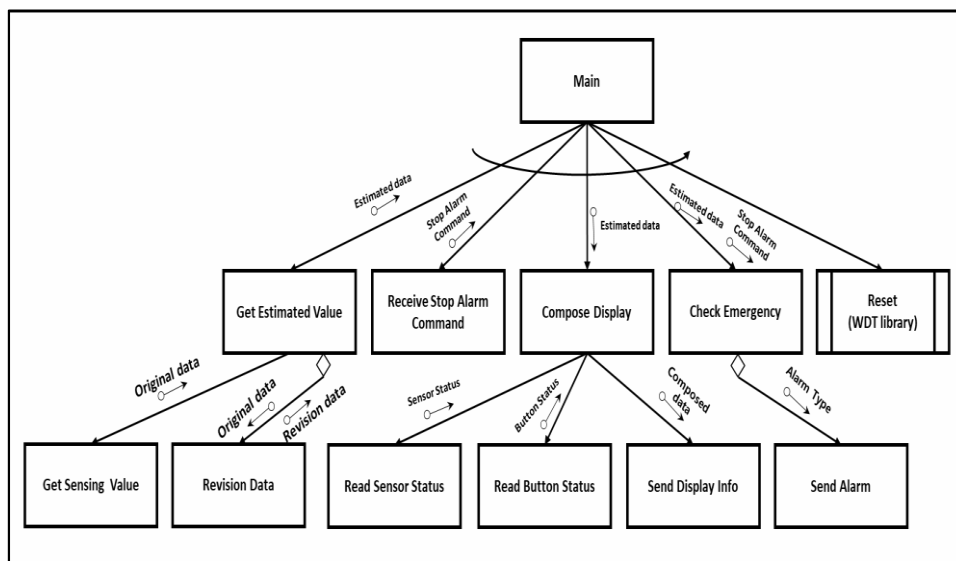 Main
Estimated data
Stop Alarm
Command
Estimated data
Estimated data
Stop Alarm
Command
Get Estimated Value
Receive Stop Alarm
Command
Compose Display
Check Emergency
Reset
(WDT library)
Original data
Original data
Revision data
Sensor Status
Button Status
Composed
data
Alarm Type
Get Sensing Value
Revision Data
Read Sensor Status
Read Button Status
Send Display Info
Send Alarm